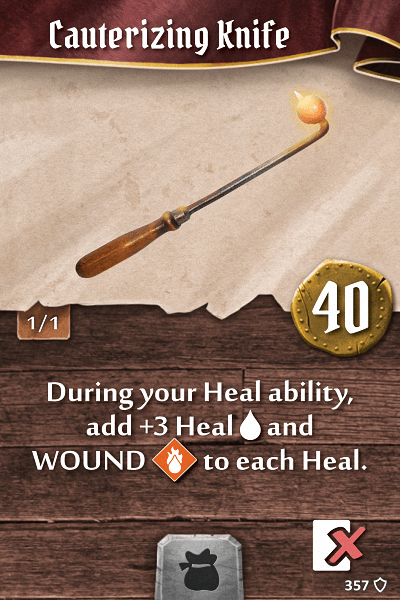 Cauterizing Knife
1/1
40
During your Heal ability,
add +3 Heal and
WOUND to each Heal.
357